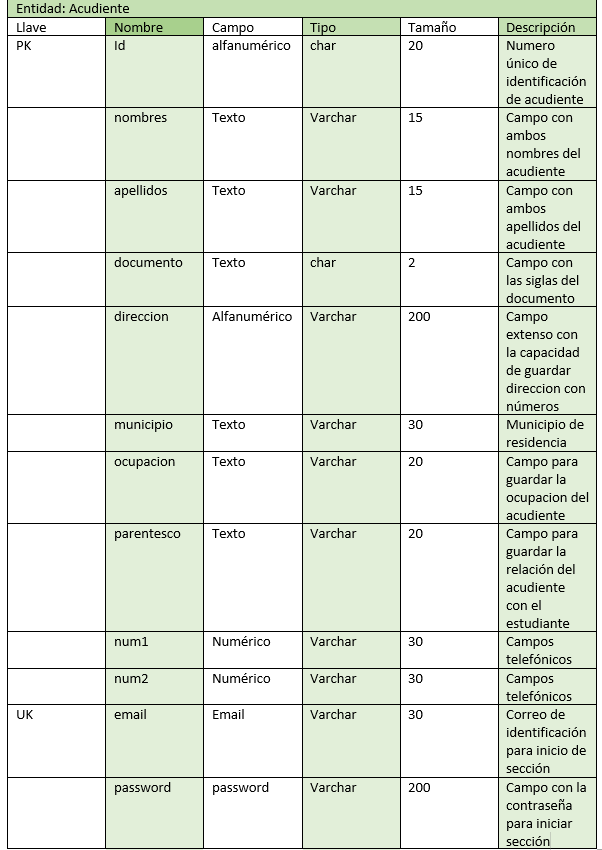 Entidad: Acudiente
Llave Nombre Campo Tipo Tamaño Descripción
PK Id alfanumérico char 20 Numero
único de
identificación
de acudiente
nombres Texto Varchar 15 Campo con
ambos
nombres del
acudiente
apellidos Texto Varchar 15 Campo con
ambos
apellidos del
acudiente
documento Texto char 2 Campo con
las siglas del
documento
direccion Alfanumérico Varchar 200 Campo
extenso con
la capacidad
de guardar
direccion con
números
municipio Texto Varchar 30 Municipio de
residencia
ocupacion Texto Varchar 20 Campo para
guardar la
ocupacion del
acudiente
parentesco Texto Varchar 20 Campo para
guardar la
relación del
acudiente
con el
estudiante
num1 Numérico Varchar 30 Campos
telefónicos
num2 Numérico Varchar 30 Campos
telefónicos
UK email Email Varchar 30 Correo de
identificación
para inicio de
sección
password password Varchar 200 Campo con la
contraseña
para iniciar
sección